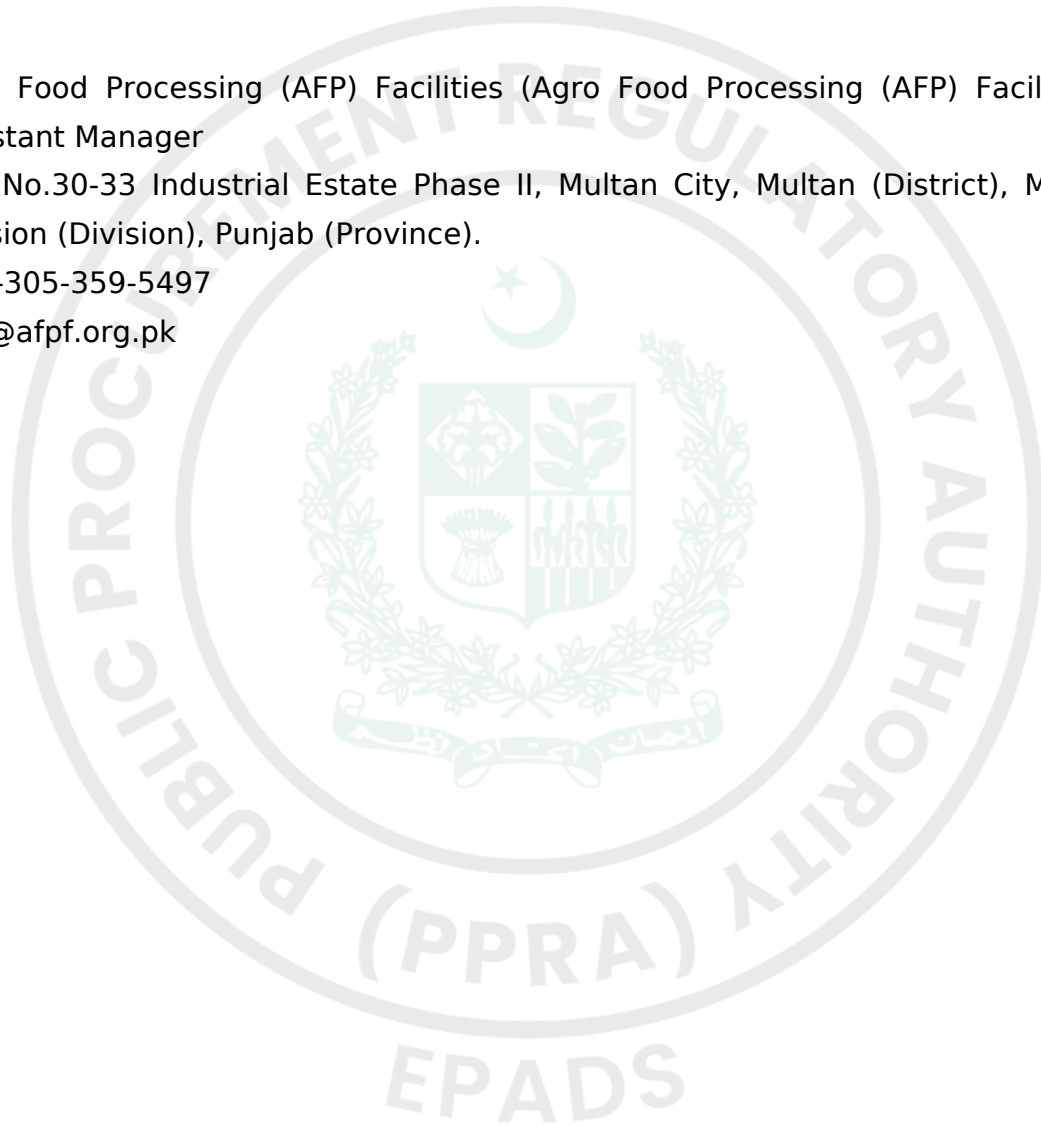 Food Processing (AFP) Facilities (Agro Food Processing (AFP) Facil
stant Manager
No.30-33 Industrial Estate Phase II, Multan City, Multan (District), M
sion (Division), Punjab (Province).
-305-359-5497
@afpf.org.pk
PUBLIC PROCUREMENT REGULATORY AUTHORITY
(PPRA)
EPADS